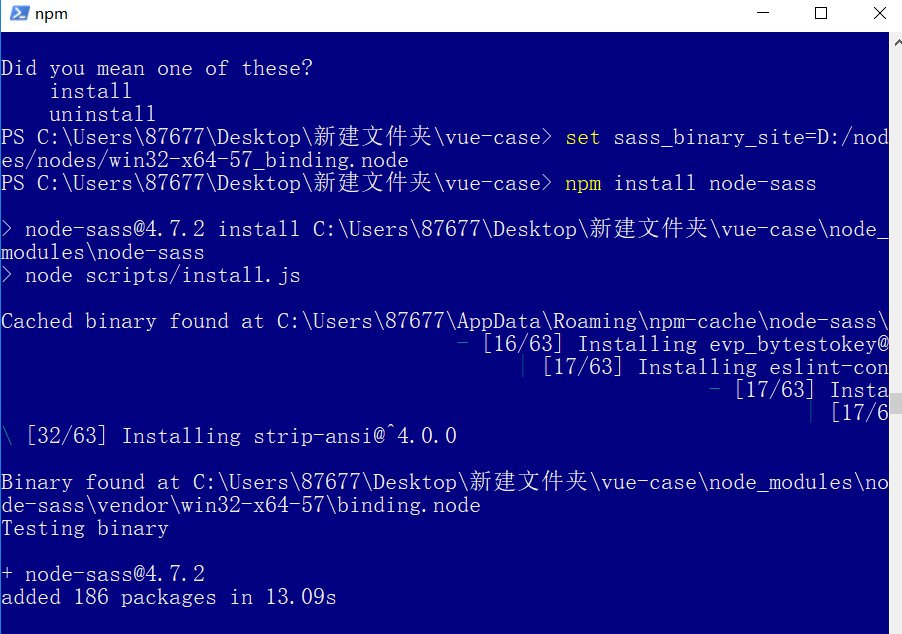 npm
Did you mean one of these?
install
uninstall
PS C:\Users\87677\Desktop\新建文件夹\vue-case> set sass_binary_site=D:/nod
es/nodes/win32-x64-57_binding.node
PS C:\Users\87677\Desktop\新建文件夹\vue-case> npm install node-sass
> node-sass@4.7.2 install C:\Users\87677\Desktop\新建文件夹\vue-case\node_
modules\node-sass
> node scripts/install.js
Cached binary found at C:\Users\87677\AppData\Roaming\npm-cache\node-sass\
- [16/63] Installing evp_bytestokey@
| [17/63] Installing eslint-con
- [17/63] Insta
| [17/6
\ [32/63] Installing strip-ansi@^4.0.0
Binary found at C:\Users\87677\Desktop\新建文件夹\vue-case\node_modules\no
de-sass\vendor\win32-x64-57\binding.node
Testing binary
+ node-sass@4.7.2
added 186 packages in 13.09s